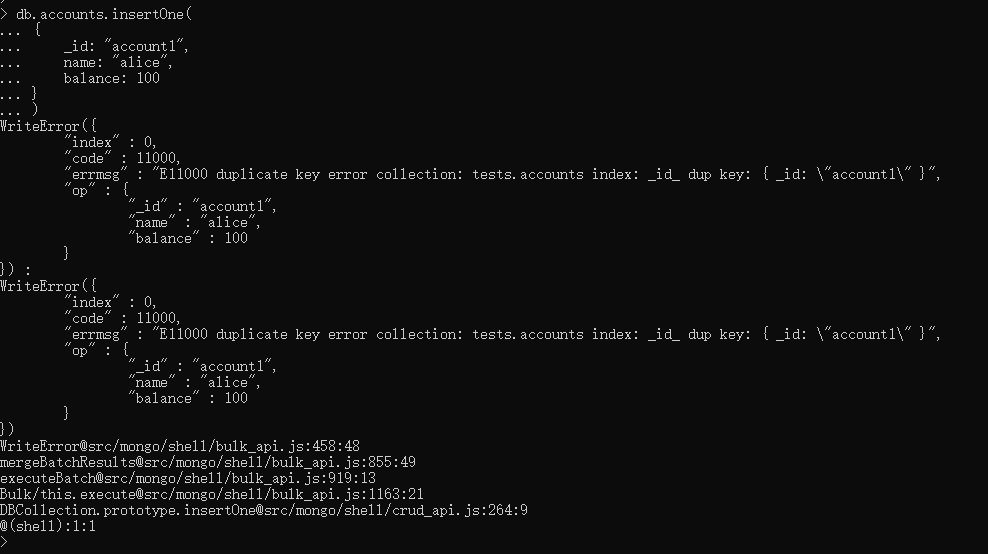 > db.accounts.insertOne(
... {
...     _id: "account1",
...     name: "alice",
...     balance: 100
... }
... )
WriteError({
        "index" : 0,
        "code" : 11000,
        "errmsg" : "E11000 duplicate key error collection: tests.accounts index: _id_ dup key: { _id: \"account1\" }",
        "op" : {
                "_id" : "account1",
                "name" : "alice",
                "balance" : 100
        }
}) :
WriteError({
        "index" : 0,
        "code" : 11000,
        "errmsg" : "E11000 duplicate key error collection: tests.accounts index: _id_ dup key: { _id: \"account1\" }",
        "op" : {
                "_id" : "account1",
                "name" : "alice",
                "balance" : 100
        }
})
WriteError@src/mongo/shell/bulk_api.js:458:48
mergeBatchResults@src/mongo/shell/bulk_api.js:855:49
executeBatch@src/mongo/shell/bulk_api.js:919:13
Bulk/this.execute@src/mongo/shell/bulk_api.js:1163:21
DBCollection.prototype.insertOne@src/mongo/shell/crud_api.js:264:9
@(shell):1:1
>